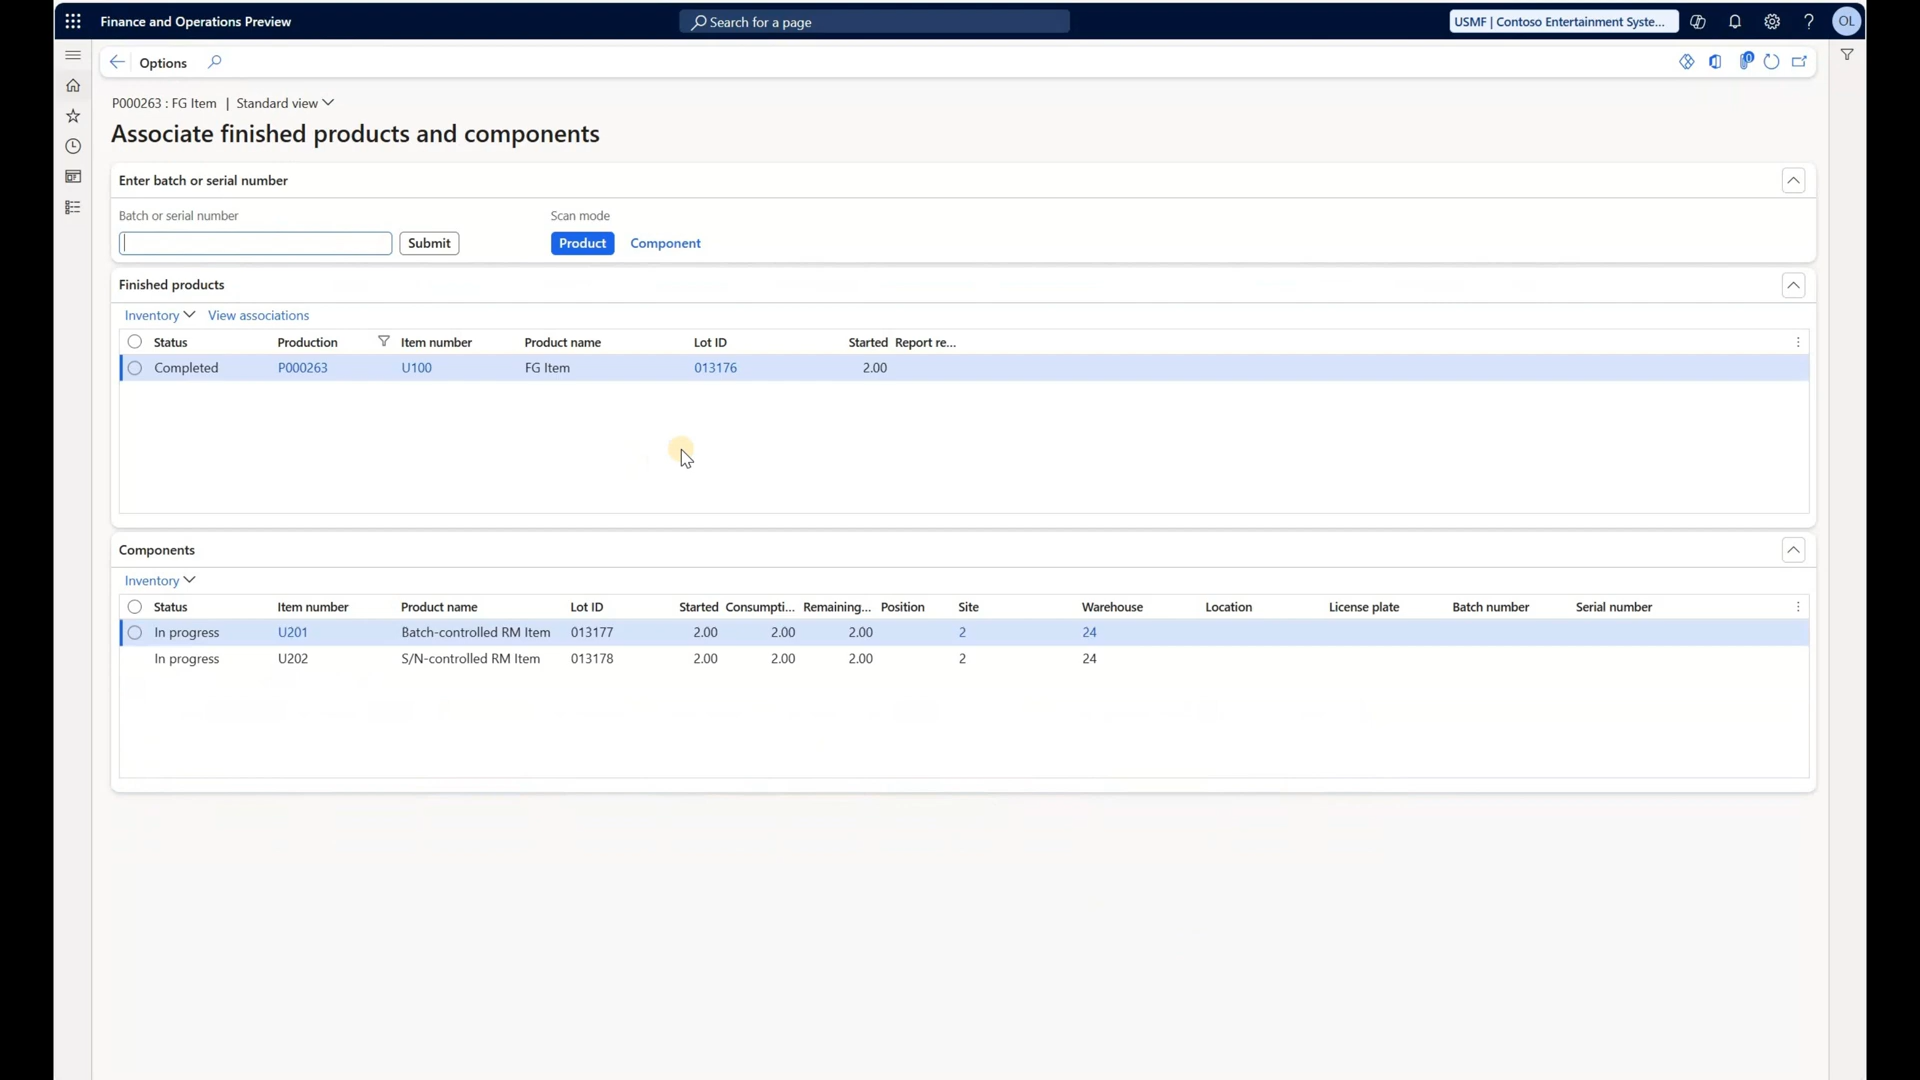 Finance and Operations Preview
Search for a page
USMF | Contoso Entertainment Syste...
?
OL
Options
0
P000263 : FG Item | Standard view
Associate finished products and components
Enter batch or serial number
Batch or serial number
Scan mode
Submit
Product
Component
Finished products
Inventory View associations
Status Production Item number Product name Lot ID Started Report re...
Completed P000263 U100 FG Item 013176 2.00
Components
Inventory
Status Item number Product name Lot ID Started Consumpti... Remaining... Position Site Warehouse Location License plate Batch number Serial number
In progress U201 Batch-controlled RM Item 013177 2.00 2.00 2.00 2 24
In progress U202 S/N-controlled RM Item 013178 2.00 2.00 2.00 2 24